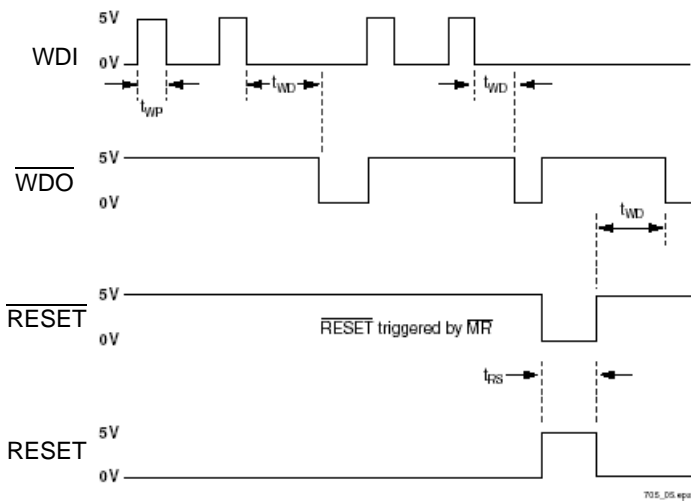 5V
WDI
0V
tWP
tWD
tWD
5V
WDO
0V
tWD
5V
RESET
0V
RESET triggered by MR
tRS
5V
RESET
0V
705_05.eps